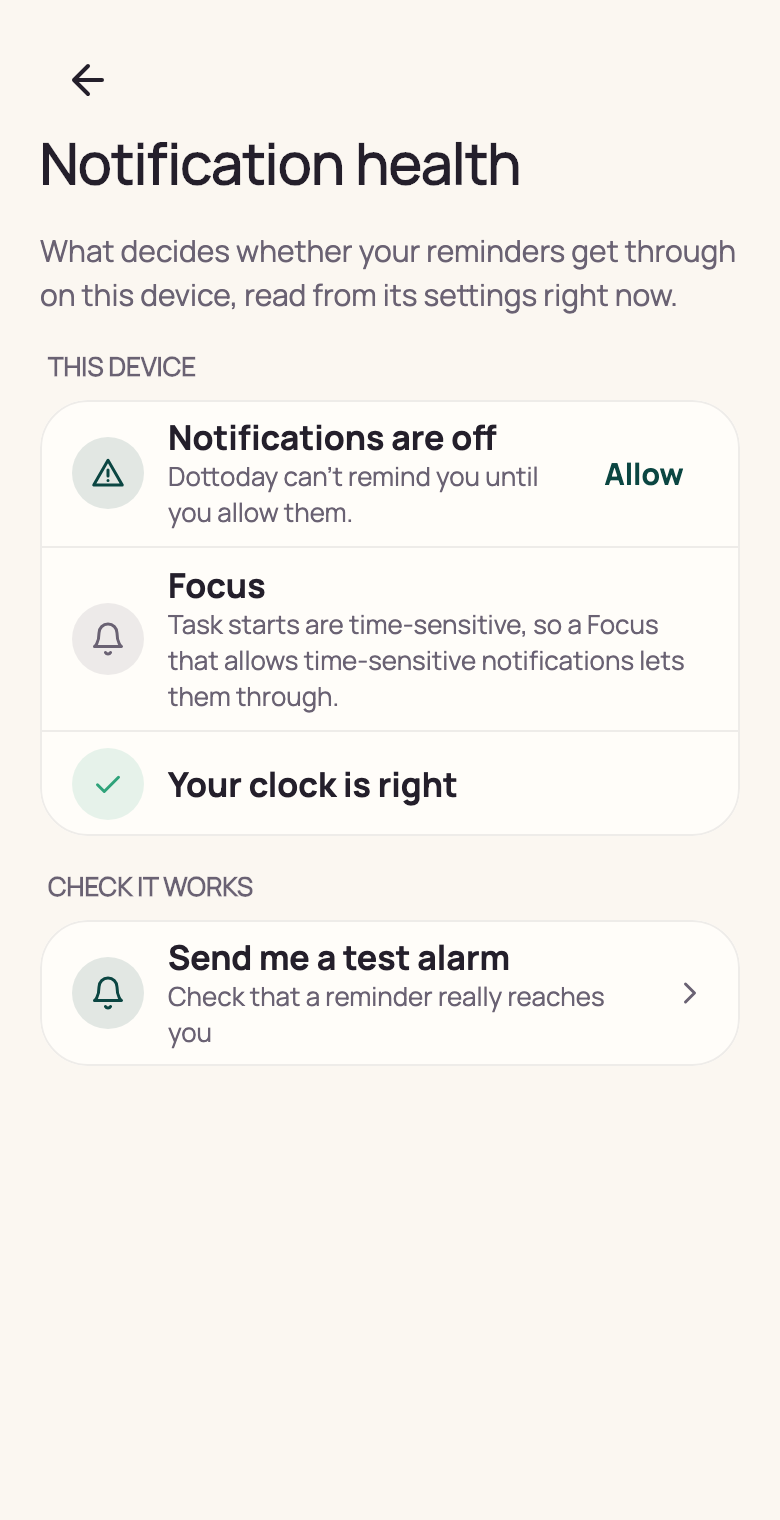 Notification health
What decides whether your reminders get through
on this device, read from its settings right now.
THIS DEVICE
Notifications are off
Dottoday can’t remind you until
you allow them.
Allow
Focus
Task starts are time-sensitive, so a Focus
that allows time-sensitive notifications lets
them through.
Your clock is right
CHECK IT WORKS
Send me a test alarm
Check that a reminder really reaches
you